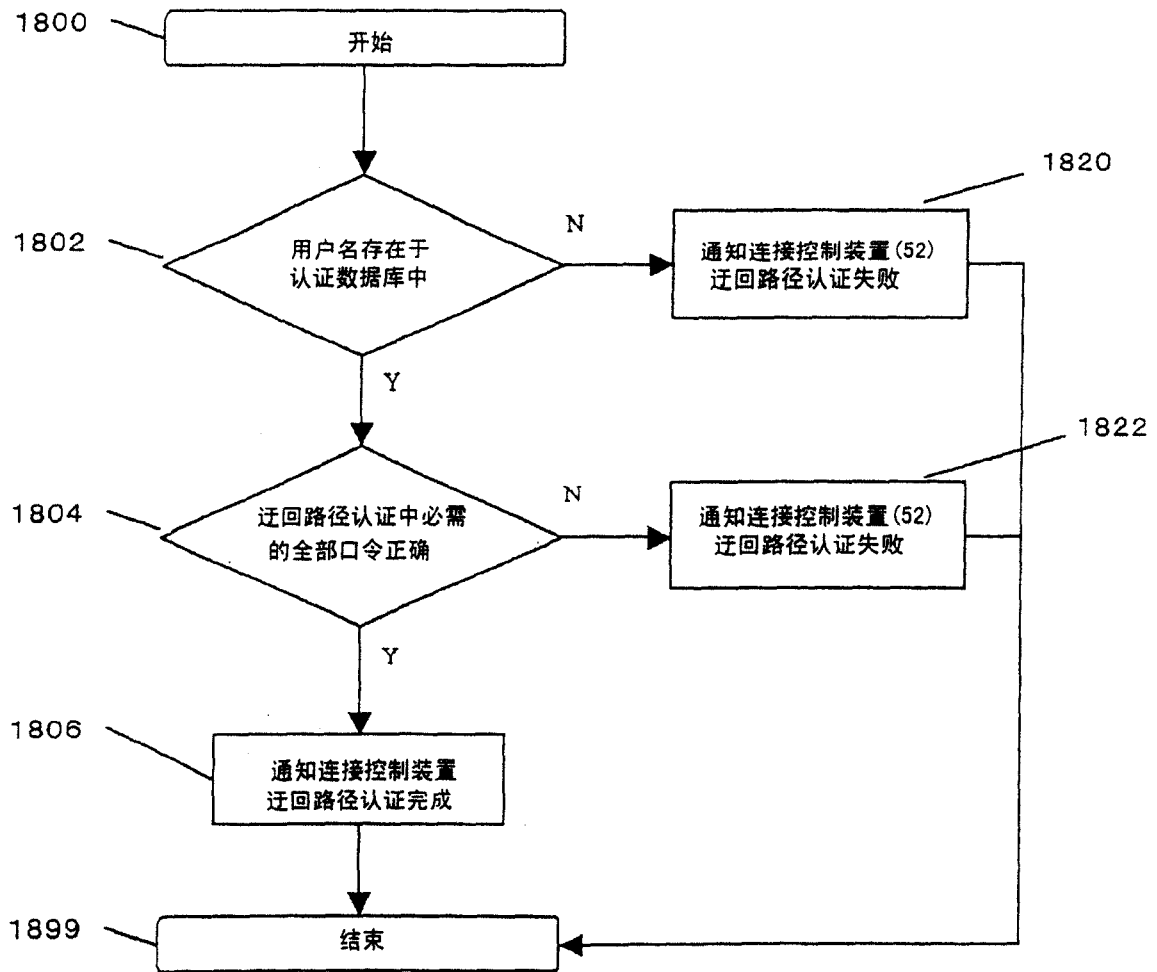 1800
开始
1820
N
1802
用户名存在于
认证数据库中
通知连接控制装置(52)
迂回路径认证失败
Y
1822
N
1804
迂回路径认证中必需
的全部口令正确
通知连接控制装置(52)
迂回路径认证失败
Y
1806
通知连接控制装置
迂回路径认证完成
1899
结束